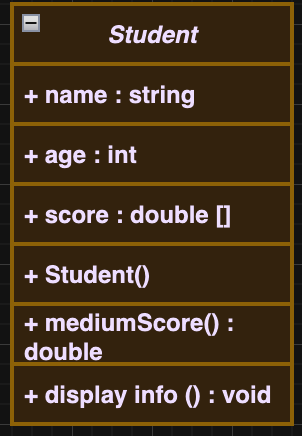 Student
+ name : string
+ age : int
+ score : double []
+ Student()
+ mediumScore() :
double
+ display info () : void